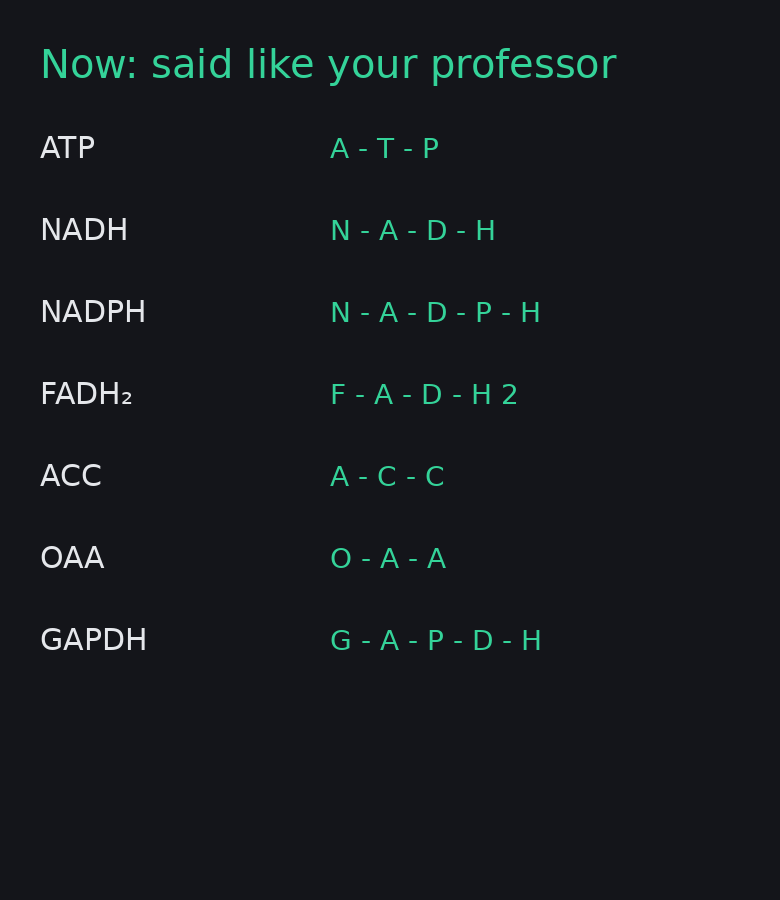 Now: said like your professor
ATP A - T - P
NADH N - A - D - H
NADPH N - A - D - P - H
FADH₂ F - A - D - H 2
ACC A - C - C
OAA O - A - A
GAPDH G - A - P - D - H